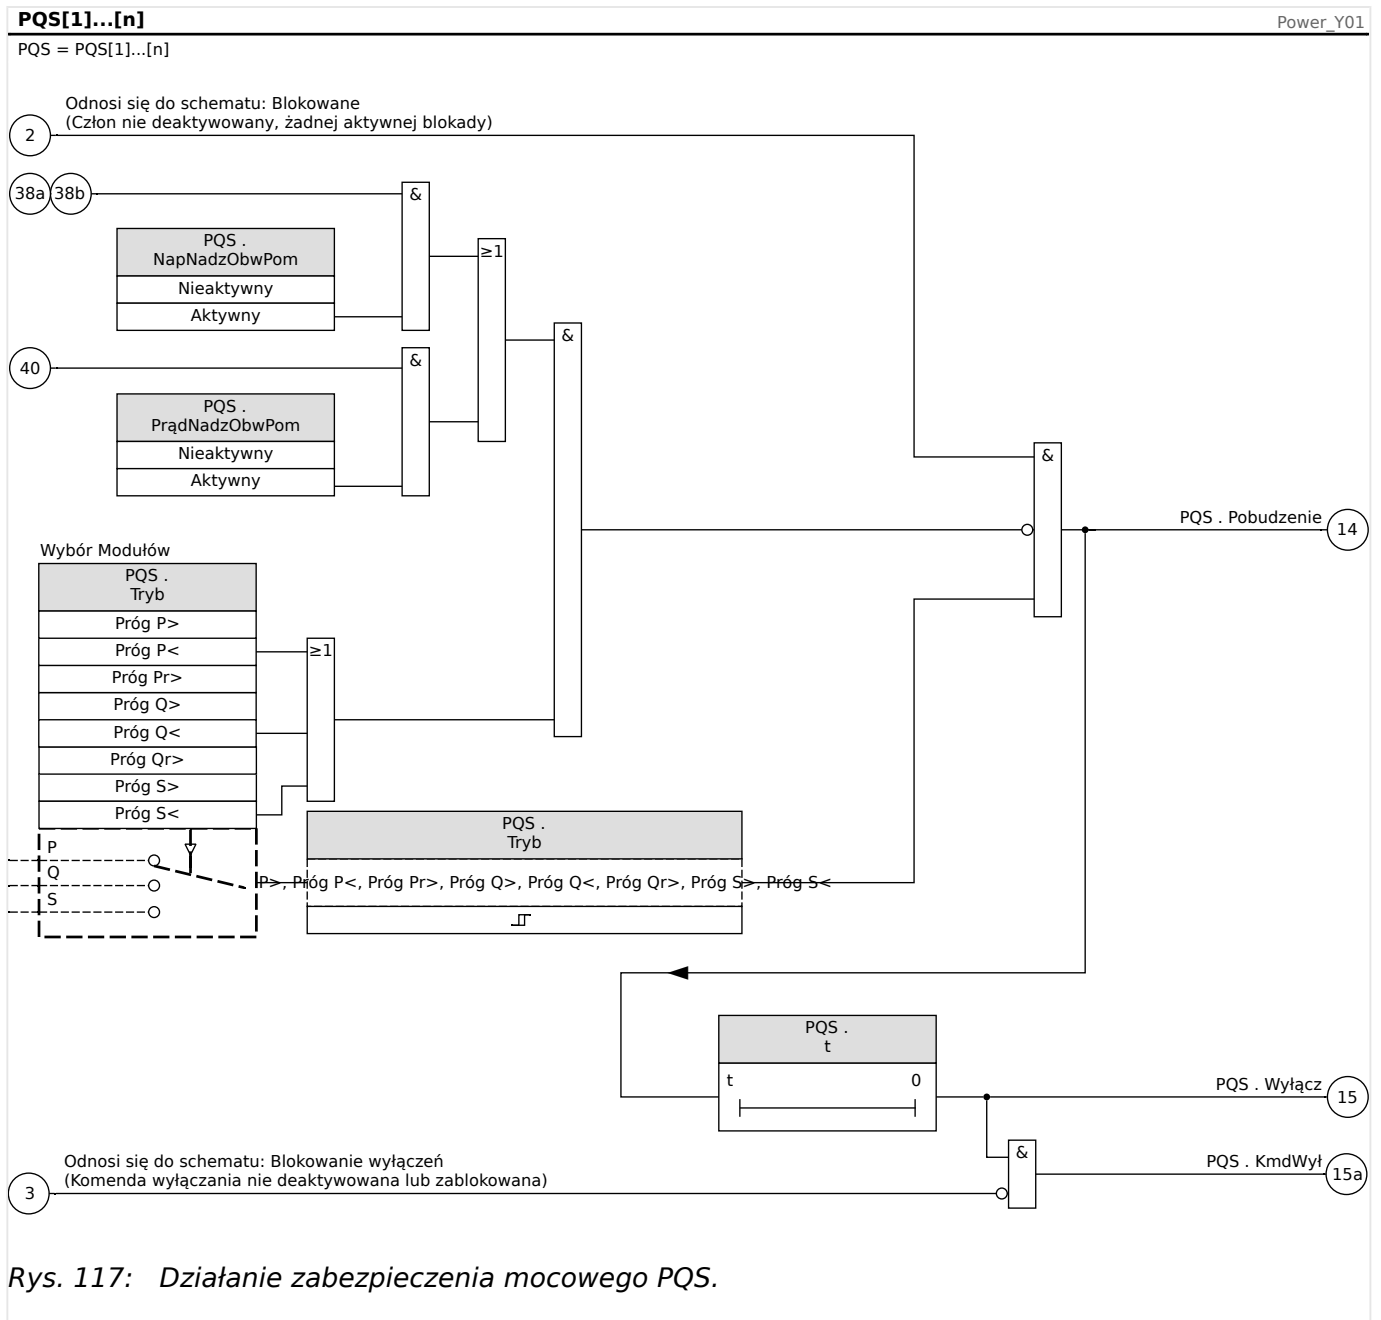 PQS[1]...[n]
Power_Y01
PQS = PQS[1]...[n]
Odnosi się do schematu: Blokowane
(Człon nie deaktywowany, żadnej aktywnej blokady)
2
38a 38b
&
PQS .
NapNadzObwPom
Nieaktywny
Aktywny
≥1
&
40
&
PQS .
PrądNadzObwPom
Nieaktywny
Aktywny
&
PQS . Pobudzenie
14
Wybór Modułów
PQS .
Tryb
Próg P>
Próg P<
≥1
Próg Pr>
Próg Q>
Próg Q<
Próg Qr>
Próg S>
Próg S<
PQS .
Tryb
P
Q
S
P>, Próg P<, Próg Pr>, Próg Q>, Próg Q<, Próg Qr>, Próg S>, Próg S<
PQS .
t
t 0
PQS . Wyłącz
15
&
PQS . KmdWył
15a
Odnosi się do schematu: Blokowanie wyłączeń
(Komenda wyłączania nie deaktywowana lub zablokowana)
3
Rys. 117: Działanie zabezpieczenia mocowego PQS.